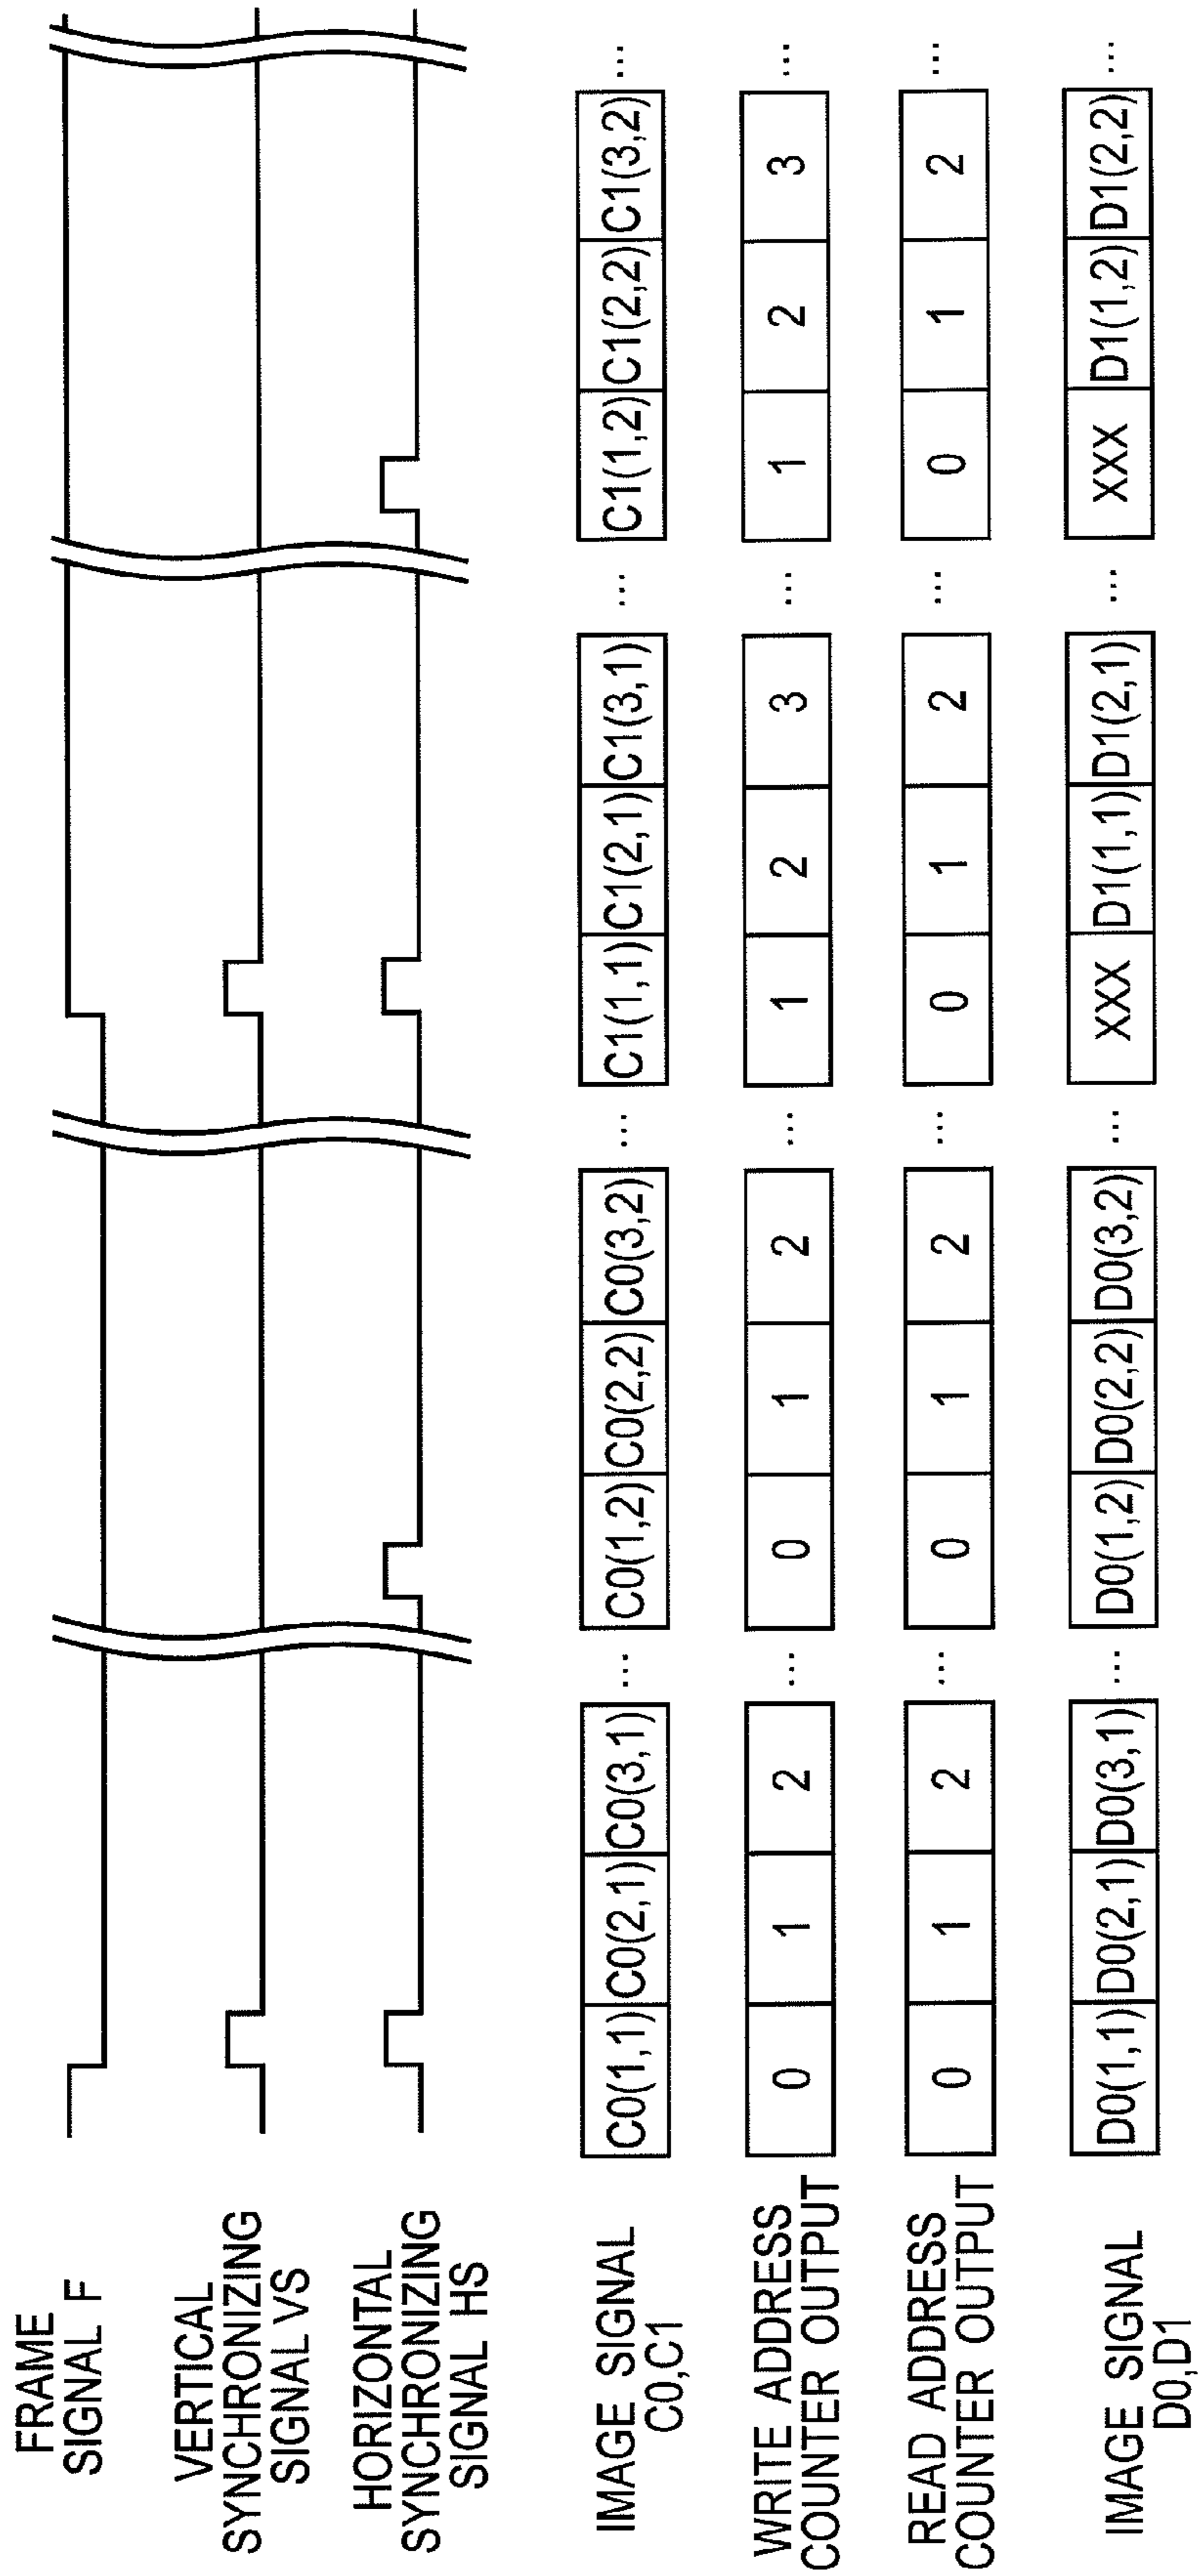 FRAME
SIGNAL F
VERTICAL
SYNCHRONIZING
SIGNAL VS
HORIZONTAL
SYNCHRONIZING
SIGNAL HS
IMAGE SIGNAL
C0,C1
C0(1,1) C0(2,1) C0(3,1) ... C0(1,2) C0(2,2) C0(3,2) ... C1(1,1) C1(2,1) C1(3,1) ... C1(1,2) C1(2,2) C1(3,2) ...
WRITE ADDRESS
COUNTER OUTPUT
0 1 2 ... 0 1 2 ... 1 2 3 ... 1 2 3 ...
READ ADDRESS
COUNTER OUTPUT
0 1 2 ... 0 1 2 ... 0 1 2 ... 0 1 2 ...
IMAGE SIGNAL
D0,D1
D0(1,1) D0(2,1) D0(3,1) ... D0(1,2) D0(2,2) D0(3,2) ... XXX D1(1,1) D1(2,1) ... XXX D1(1,2) D1(2,2) ...